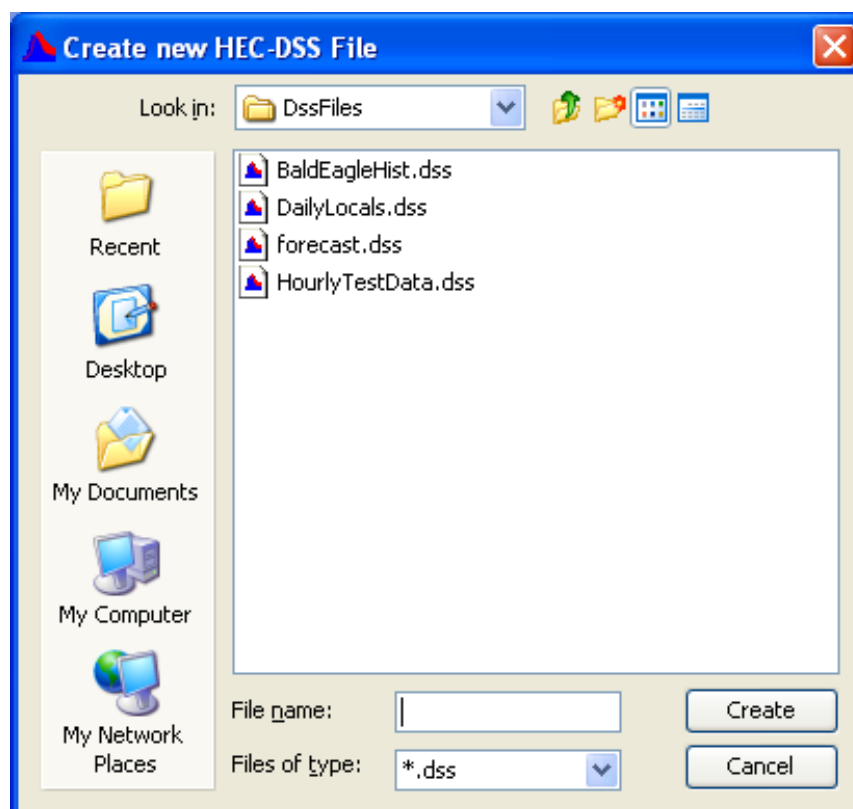 Create new HEC-DSS File
Look in: DssFiles
BaldEagleHist.dss
DailyLocals.dss
forecast.dss
HourlyTestData.dss
Recent
Desktop
My Documents
My Computer
My Network
Places
File name: Create
Files of type: *.dss Cancel